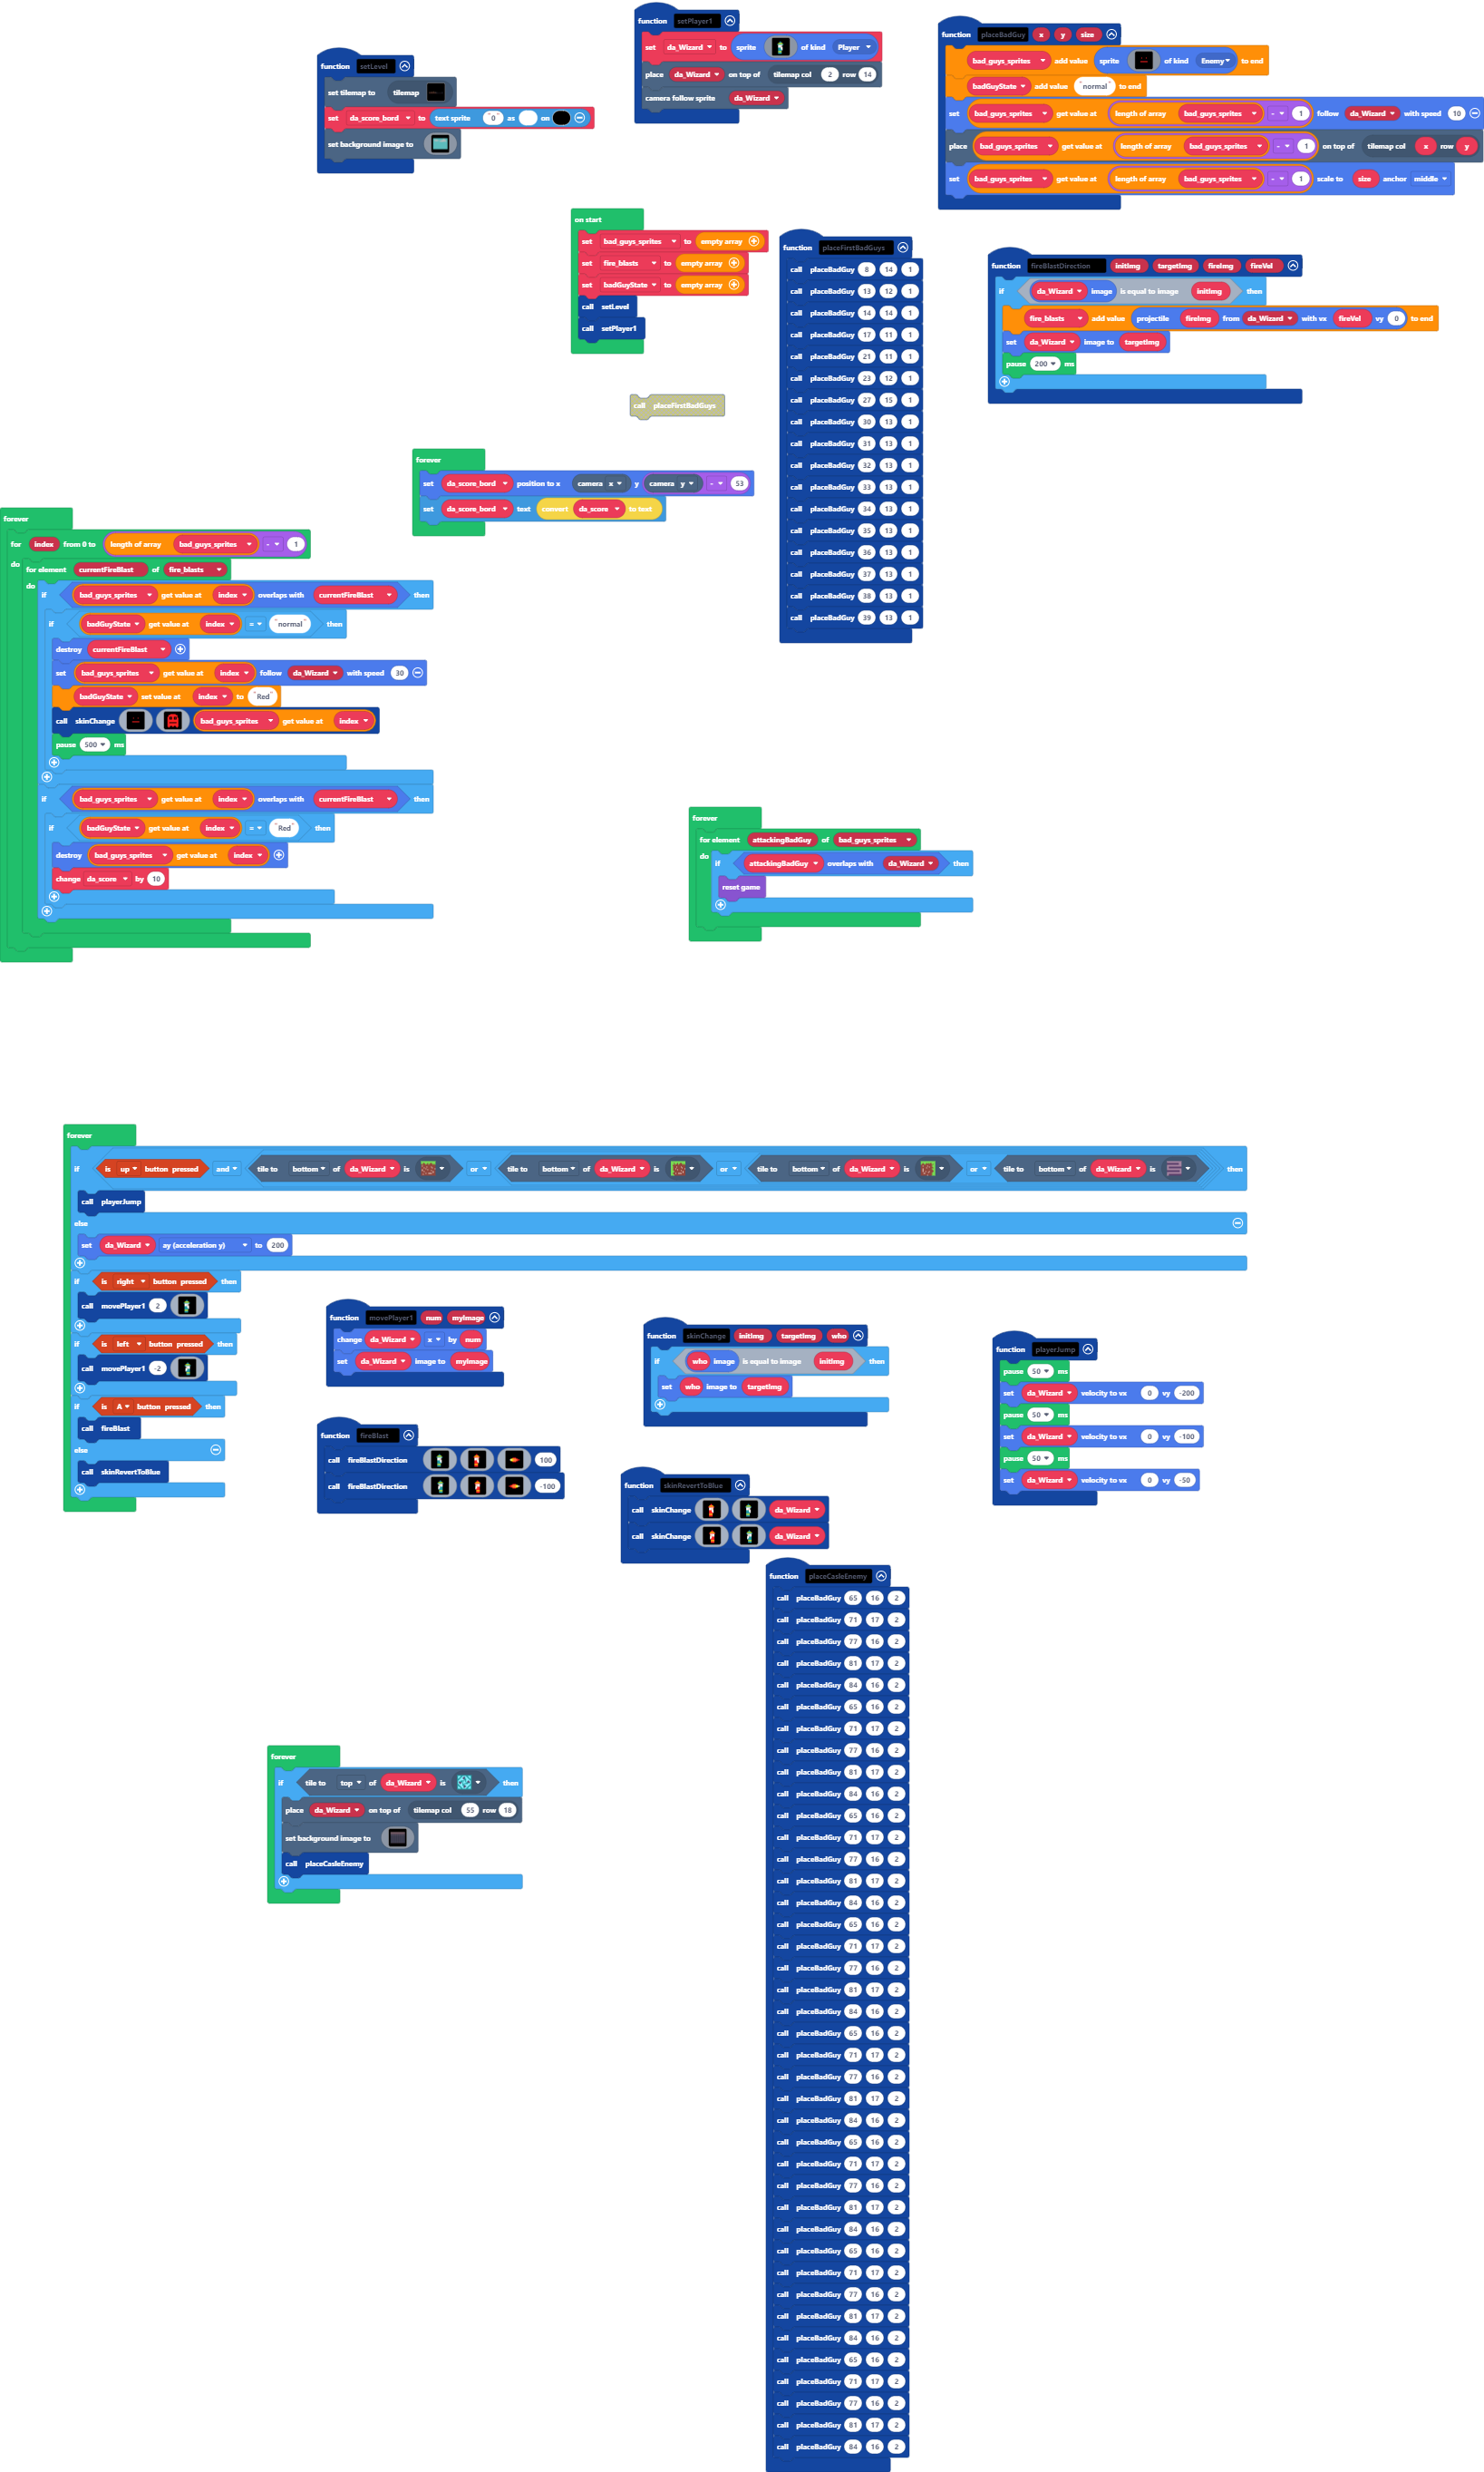 function setPlayer1
set da_Wizard to sprite of kind Player
place da_Wizard on top of tilemap col 2 row 14
camera follow sprite da_Wizard
function placeBadGuy x y size
bad_guys_sprites add value sprite of kind Enemy to end
badGuyState add value "normal" to end
set bad_guys_sprites get value at length of array bad_guys_sprites - 1 follow da_Wizard with speed 10
place bad_guys_sprites get value at length of array bad_guys_sprites - 1 on top of tilemap col x row y
set bad_guys_sprites get value at length of array bad_guys_sprites - 1 scale to size anchor middle
function setLevel
set tilemap to tilemap
set da_score_bord to text sprite "0" as on
set background image to
on start
set bad_guys_sprites to empty array
set fire_blasts to empty array
set badGuyState to empty array
call setLevel
call setPlayer1
call placeFirstBadGuys
function placeFirstBadGuys
call placeBadGuy 8 14 1
call placeBadGuy 13 12 1
call placeBadGuy 14 14 1
call placeBadGuy 17 11 1
call placeBadGuy 21 11 1
call placeBadGuy 23 12 1
call placeBadGuy 27 15 1
call placeBadGuy 30 13 1
call placeBadGuy 31 13 1
call placeBadGuy 32 13 1
call placeBadGuy 33 13 1
call placeBadGuy 34 13 1
call placeBadGuy 35 13 1
call placeBadGuy 36 13 1
call placeBadGuy 37 13 1
call placeBadGuy 38 13 1
call placeBadGuy 39 13 1
function fireBlastDirection initImg targetImg fireImg fireVel
if da_Wizard image is equal to image initImg then
fire_blasts add value projectile fireImg from da_Wizard with vx fireVel vy 0 to end
set da_Wizard image to targetImg
pause 200 ms
forever
set da_score_bord position to x camera x y camera y - 53
set da_score_bord text convert da_score to text
forever
for index from 0 to length of array bad_guys_sprites - 1
do for element currentFireBlast of fire_blasts
do if bad_guys_sprites get value at index overlaps with currentFireBlast then
if badGuyState get value at index = "normal" then
destroy currentFireBlast
set bad_guys_sprites get value at index follow da_Wizard with speed 30
badGuyState set value at index to "Red"
call skinChange bad_guys_sprites get value at index
pause 500 ms
if bad_guys_sprites get value at index overlaps with currentFireBlast then
if badGuyState get value at index = "Red" then
destroy bad_guys_sprites get value at index
change da_score by 10
forever
for element attackingBadGuy of bad_guys_sprites
do if attackingBadGuy overlaps with da_Wizard then
reset game
forever
if is up button pressed and tile to bottom of da_Wizard is or tile to bottom of da_Wizard is or tile to bottom of da_Wizard is or tile to bottom of da_Wizard is then
call playerJump
else
set da_Wizard ay (acceleration y) to 200
if is right button pressed then
call movePlayer1 2
if is left button pressed then
call movePlayer1 -2
if is A button pressed then
call fireBlast
else
call skinRevertToBlue
function movePlayer1 num myImage
change da_Wizard x by num
set da_Wizard image to myImage
function skinChange initImg targetImg who
if who image is equal to image initImg then
set who image to targetImg
function playerJump
pause 50 ms
set da_Wizard velocity to vx 0 vy -200
pause 50 ms
set da_Wizard velocity to vx 0 vy -100
pause 50 ms
set da_Wizard velocity to vx 0 vy -50
function fireBlast
call fireBlastDirection 100
call fireBlastDirection -100
function skinRevertToBlue
call skinChange da_Wizard
call skinChange da_Wizard
forever
if tile to top of da_Wizard is then
place da_Wizard on top of tilemap col 55 row 18
set background image to
call placeCasleEnemy
function placeCasleEnemy
call placeBadGuy 65 16 2
call placeBadGuy 71 17 2
call placeBadGuy 77 16 2
call placeBadGuy 81 17 2
call placeBadGuy 84 16 2
call placeBadGuy 65 16 2
call placeBadGuy 71 17 2
call placeBadGuy 77 16 2
call placeBadGuy 81 17 2
call placeBadGuy 84 16 2
call placeBadGuy 65 16 2
call placeBadGuy 71 17 2
call placeBadGuy 77 16 2
call placeBadGuy 81 17 2
call placeBadGuy 84 16 2
call placeBadGuy 65 16 2
call placeBadGuy 71 17 2
call placeBadGuy 77 16 2
call placeBadGuy 81 17 2
call placeBadGuy 84 16 2
call placeBadGuy 65 16 2
call placeBadGuy 71 17 2
call placeBadGuy 77 16 2
call placeBadGuy 81 17 2
call placeBadGuy 84 16 2
call placeBadGuy 65 16 2
call placeBadGuy 71 17 2
call placeBadGuy 77 16 2
call placeBadGuy 81 17 2
call placeBadGuy 84 16 2
call placeBadGuy 65 16 2
call placeBadGuy 71 17 2
call placeBadGuy 77 16 2
call placeBadGuy 81 17 2
call placeBadGuy 84 16 2
call placeBadGuy 65 16 2
call placeBadGuy 71 17 2
call placeBadGuy 77 16 2
call placeBadGuy 81 17 2
call placeBadGuy 84 16 2